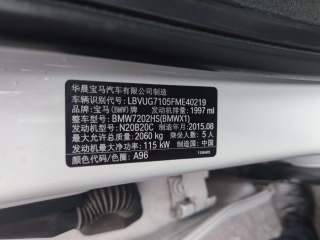 华晨宝马汽车有限公司制造
车辆识别代号: LBVUG7105FME40219
品牌: 宝马(BMW)牌 发动机排量: 1997 ml
整车型号: BMW7202HS(BMWX1)
发动机型号: N20B20C 制造年月: 2015.08
最大允许总质量: 2060 kg 乘坐人数: 5 人
发动机最大净功率: 115 kW 制造国: 中国
颜色代码/色名: A96